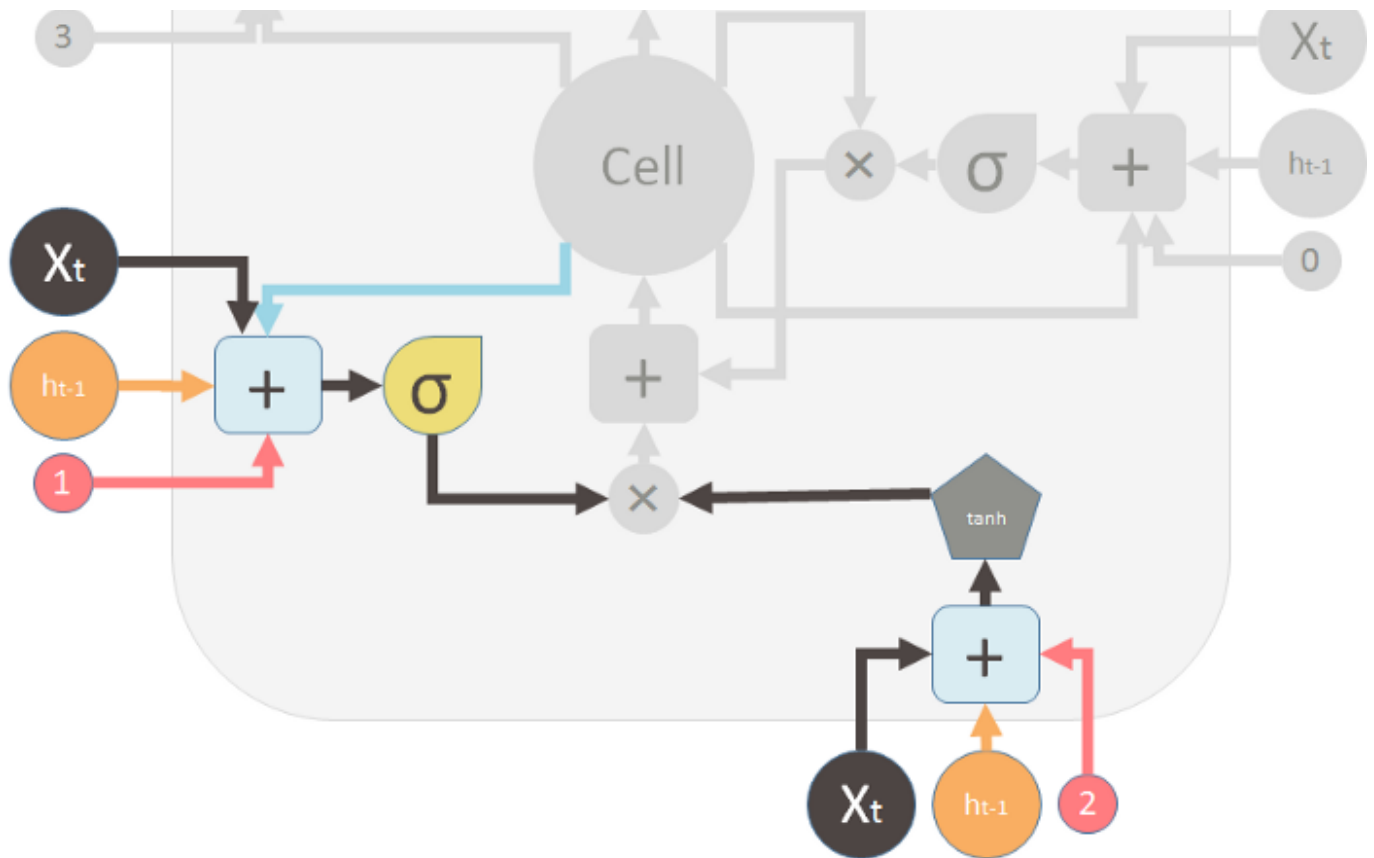 3
Xt
Cell
×
σ
+
ht-1
0
Xt
ht-1
+
σ
+
1
×
tanh
+
Xt
ht-1
2